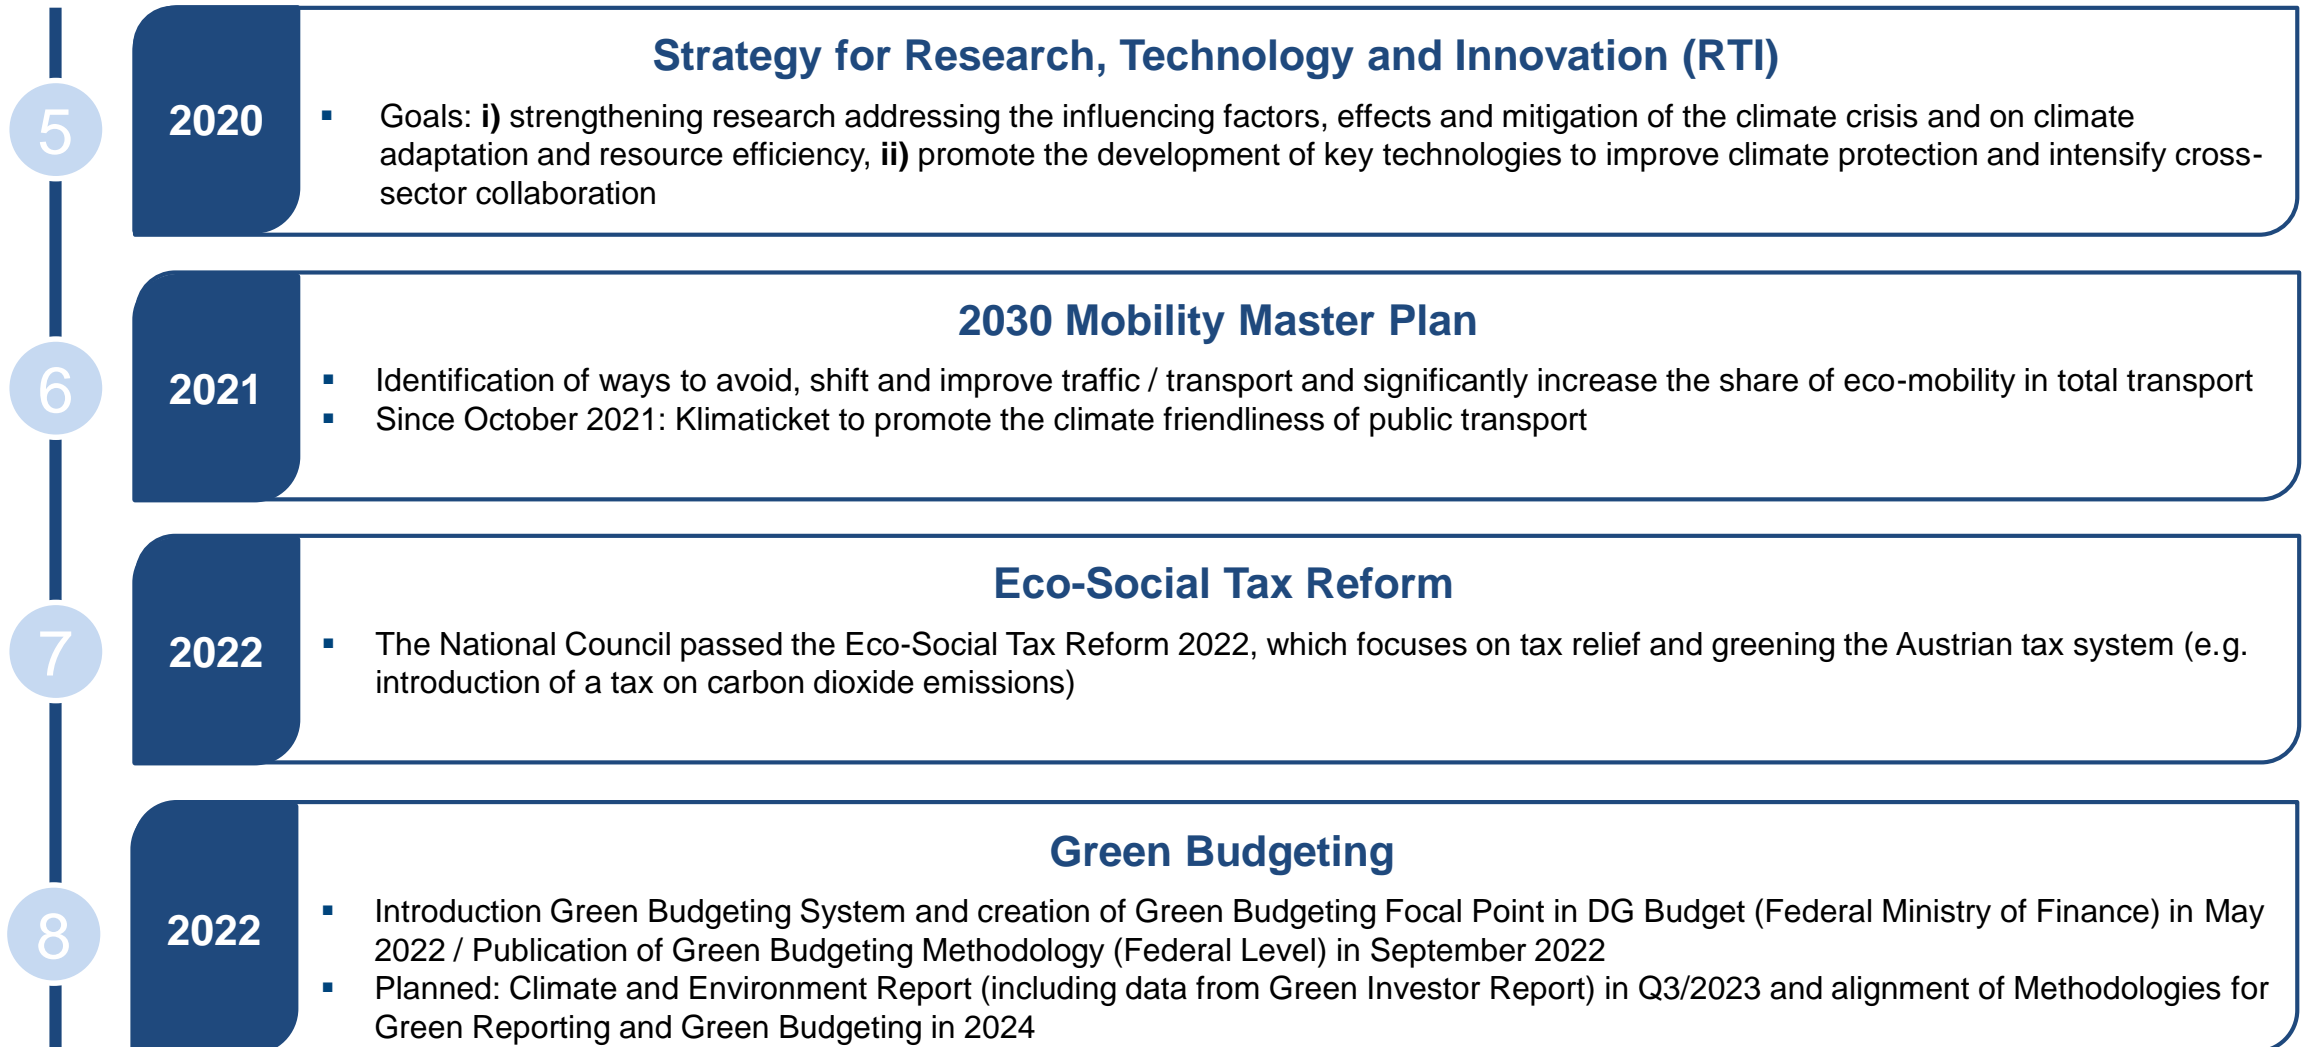 Strategy for Research, Technology and Innovation (RTI)
5
2020
▪ Goals: i) strengthening research addressing the influencing factors, effects and mitigation of the climate crisis and on climate
adaptation and resource efficiency, ii) promote the development of key technologies to improve climate protection and intensify cross-
sector collaboration
2030 Mobility Master Plan
6
2021
▪ Identification of ways to avoid, shift and improve traffic / transport and significantly increase the share of eco-mobility in total transport
▪ Since October 2021: Klimaticket to promote the climate friendliness of public transport
Eco-Social Tax Reform
7
2022
▪ The National Council passed the Eco-Social Tax Reform 2022, which focuses on tax relief and greening the Austrian tax system (e.g.
introduction of a tax on carbon dioxide emissions)
Green Budgeting
8
2022
▪ Introduction Green Budgeting System and creation of Green Budgeting Focal Point in DG Budget (Federal Ministry of Finance) in May
2022 / Publication of Green Budgeting Methodology (Federal Level) in September 2022
▪ Planned: Climate and Environment Report (including data from Green Investor Report) in Q3/2023 and alignment of Methodologies for
Green Reporting and Green Budgeting in 2024